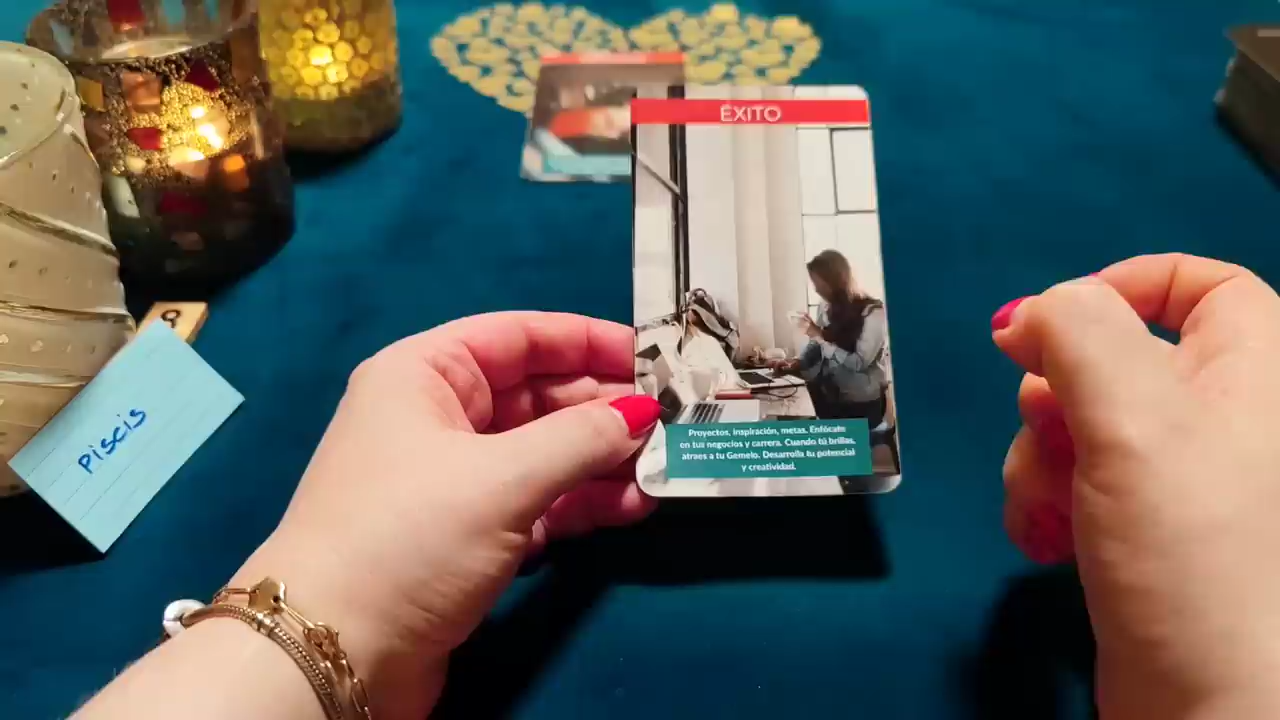 ÉXITO
Proyectos, inspiración, metas. Enfócate
en tus negocios y carrera. Cuando tú brillas,
atraes a tu Gemelo. Desarrolla tu potencial
y creatividad.
piscis